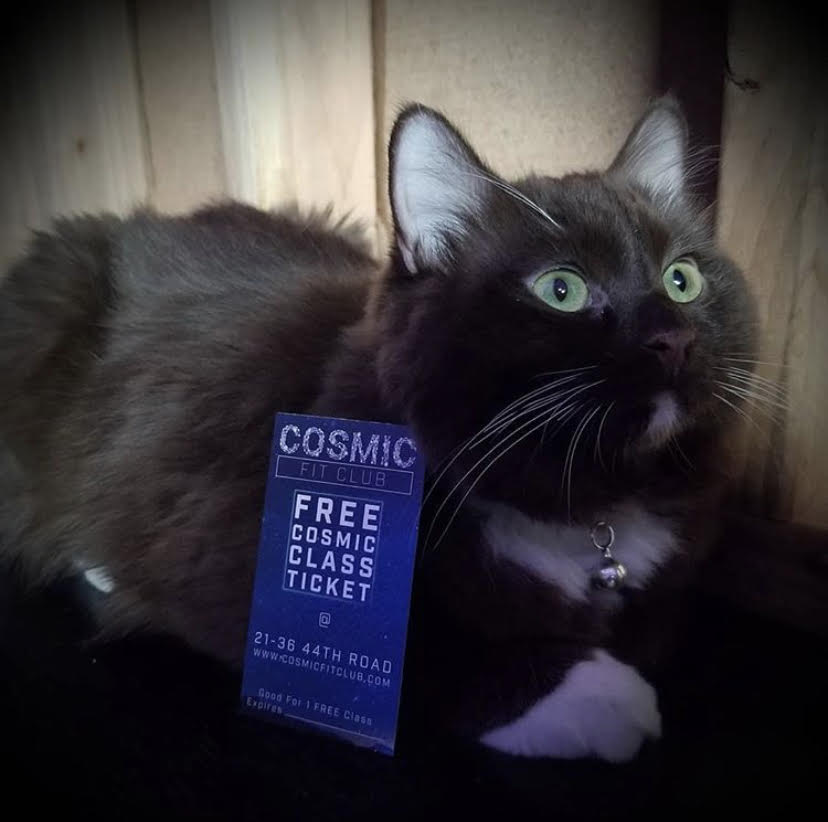 COSMIC
FIT CLUB
FREE
COSMIC
CLASS
TICKET
@
21-36 44TH ROAD
WWW.COSMICFITCLUB.COM
Good For 1 FREE Class
Expires